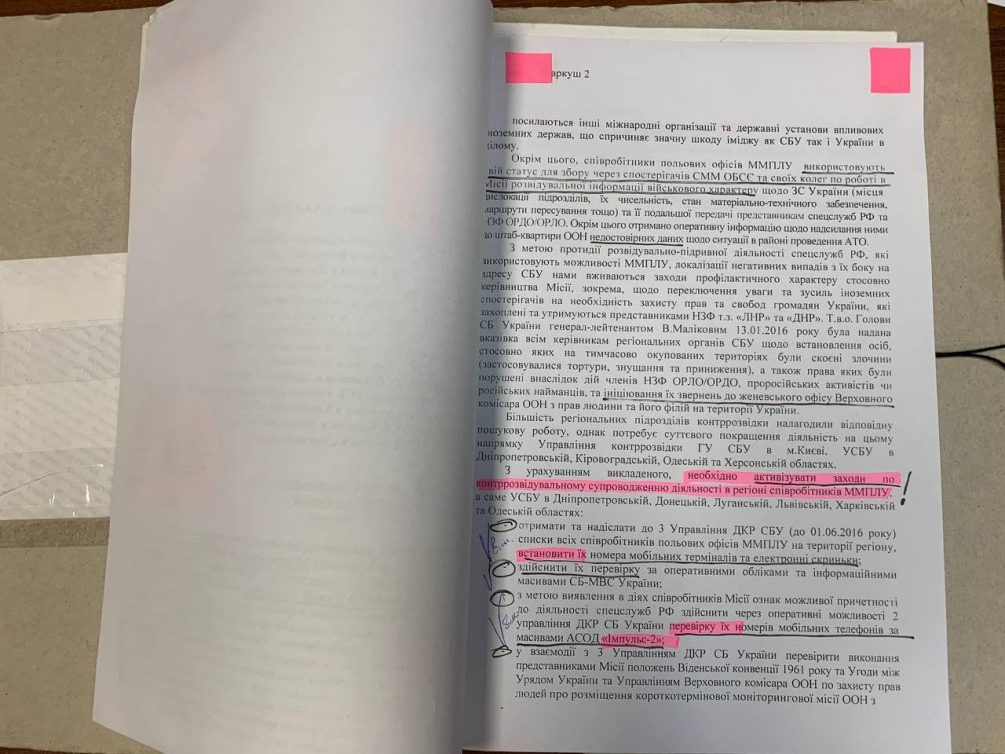 аркуш 2
посилаються інші міжнародні організації та державні установи впливових
іноземних держав, що спричиняє значну шкоду іміджу як СБУ так і України в
цілому.
Окрім цього, співробітники польових офісів ММПЛУ використовують
свій статус для збору через спостерігачів СММ ОБСЄ та своїх колег по роботі в
Місії розвідувальної інформації військового характеру щодо ЗС України (місця
дислокації підрозділів, їх чисельність, стан матеріально-технічного забезпечення,
маршрути пересування тощо) та її подальшої передачі представникам спецслужб РФ та
НЗФ ОРДО/ОРЛО. Окрім цього отримано оперативну інформацію щодо надсилання ними
до штаб-квартири ООН недостовірних даних щодо ситуації в районі проведення АТО.
З метою протидії розвідувально-підривної діяльності спецслужб РФ, які
використовують можливості ММПЛУ, локалізації негативних випадів з їх боку на
адресу СБУ нами вживаються заходи профілактичного характеру стосовно
керівництва Місії, зокрема, щодо переключення уваги та зусиль іноземних
спостерігачів на необхідність захисту прав та свобод громадян України, які
захоплені та утримуються представниками НЗФ т.з. «ЛНР» та «ДНР». Т.в.о. Голови
СБ України генерал-лейтенантом В.Маліковим 13.01.2016 року була надана
вказівка всім керівникам регіональних органів СБУ щодо встановлення осіб,
стосовно яких на тимчасово окупованих територіях були скоєні злочини
(застосовувалися тортури, знущання та приниження), а також права яких були
порушені внаслідок дій членів НЗФ ОРЛО/ОРДО, проросійських активістів чи
російських найманців, та ініціювання їх звернень до женевського офісу Верховного
комісара ООН з прав людини та його філій на території України.
Більшість регіональних підрозділів контррозвідки налагодили відповідну
пошукову роботу, однак потребує суттєвого покращення діяльність на цьому
напрямку Управління контррозвідки ГУ СБУ в м.Києві, УСБУ в
Дніпропетровській, Кіровоградській, Одеській та Херсонській областях.
З урахуванням викладеного, необхідно активізувати заходи по
контррозвідувальному супроводженню діяльності в регіоні співробітників ММПЛУ, !
а саме УСБУ в Дніпропетровській, Донецькій, Луганській, Львівській, Харківській
та Одеській областях:
- отримати та надіслати до 3 Управління ДКР СБУ (до 01.06.2016 року)
списки всіх співробітників польових офісів ММПЛУ на території регіону,
встановити їх номера мобільних терміналів та електронні скриньки;
- здійснити їх перевірку за оперативними обліками та інформаційними
масивами СБ-МВС України;
- з метою виявлення в діях співробітників Місії ознак можливої причетності
до діяльності спецслужб РФ здійснити через оперативні можливості 2
управління ДКР СБ України перевірку їх номерів мобільних телефонів за
масивами АСОД «Імпульс-2»;
- у взаємодії з 3 Управлінням ДКР СБ України перевірити виконання
представниками Місії положень Віденської конвенції 1961 року та Угоди між
Урядом України та Управлінням Верховного комісара ООН по захисту прав
людей про розміщення короткотермінової моніторингової місії ООН з